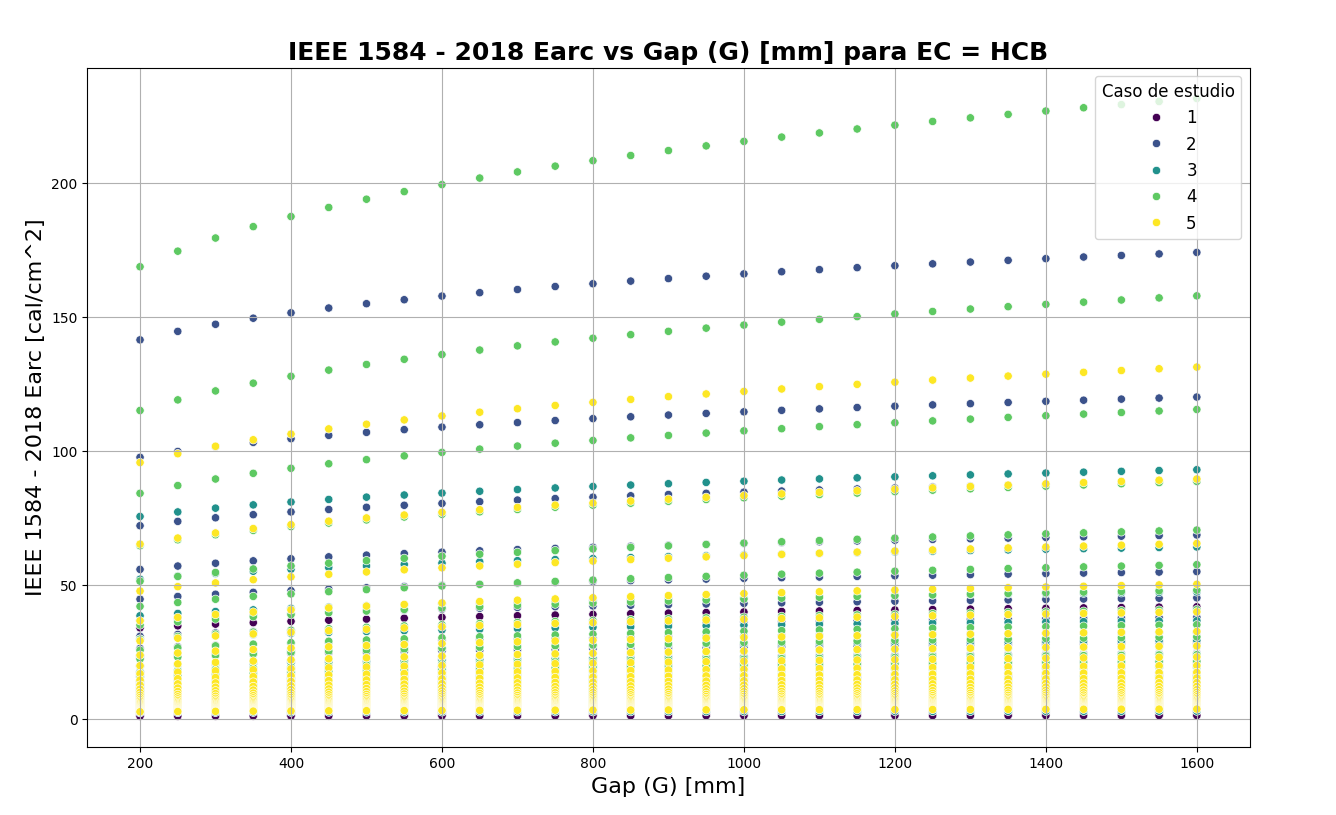 IEEE 1584 - 2018 Earc vs Gap (G) [mm] para EC = HCB
IEEE 1584 - 2018 Earc [cal/cm^2]
200
150
100
50
0
Caso de estudio
1
2
3
4
5
200 400 600 800 1000 1200 1400 1600
Gap (G) [mm]